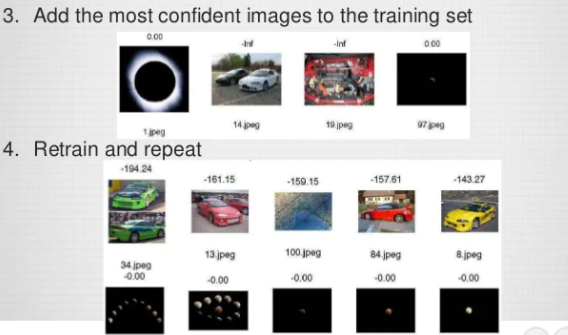 3. Add the most confident images to the training set
0.00 -Inf -Inf 0.00
1.jpeg 14.jpeg 19.jpeg 97.jpeg
4. Retrain and repeat
-194.24 -161.15 -159.15 -157.61 -143.27
34.jpeg 13.jpeg 100.jpeg 84.jpeg 8.jpeg
-0.00 -0.00 -0.00 -0.00 -0.00